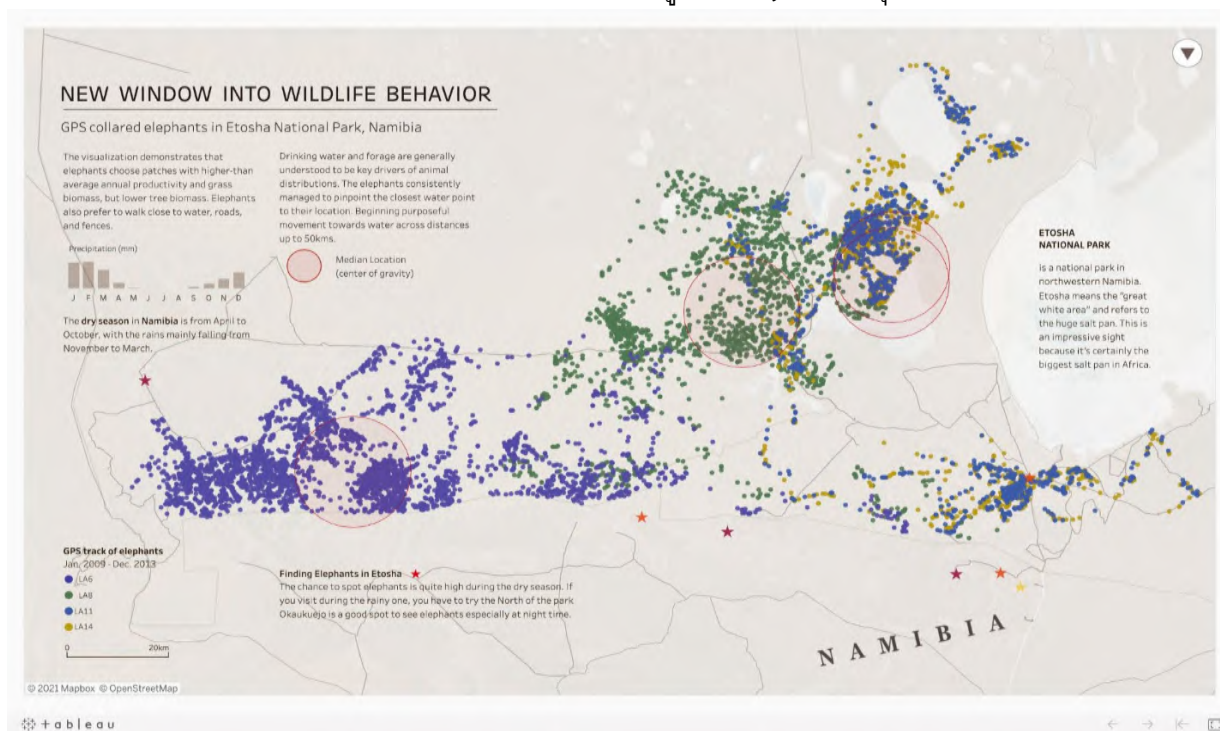 NEW WINDOW INTO WILDLIFE BEHAVIOR
GPS collared elephants in Etosha National Park, Namibia
The visualization demonstrates that
elephants choose patches with higher-than
average annual productivity and grass
biomass, but lower tree biomass. Elephants
also prefer to walk close to water, roads,
and fences.
Drinking water and forage are generally
understood to be key drivers of animal
distributions. The elephants consistently
managed to pinpoint the closest water point
to their location. Beginning purposeful
movement towards water across distances
up to 50kms.
Precipitation (mm)
J F M A M J J A S O N D
Median Location
(center of gravity)
The dry season in Namibia is from April to
October, with the rains mainly falling from
November to March.
ETOSHA
NATIONAL PARK
is a national park in
northwestern Namibia.
Etosha means the "great
white area" and refers to
the huge salt pan. This is
an impressive sight
because it's certainly the
biggest salt pan in Africa.
GPS track of elephants
Jan, 2009 - Dec. 2013
LA6
LA8
LA11
LA14
0 20km
Finding Elephants in Etosha
The chance to spot elephants is quite high during the dry season. If
you visit during the rainy one, you have to try the North of the park
Okaukuejo is a good spot to see elephants especially at night time.
NAMIBIA
© 2021 Mapbox © OpenStreetMap
+ableau